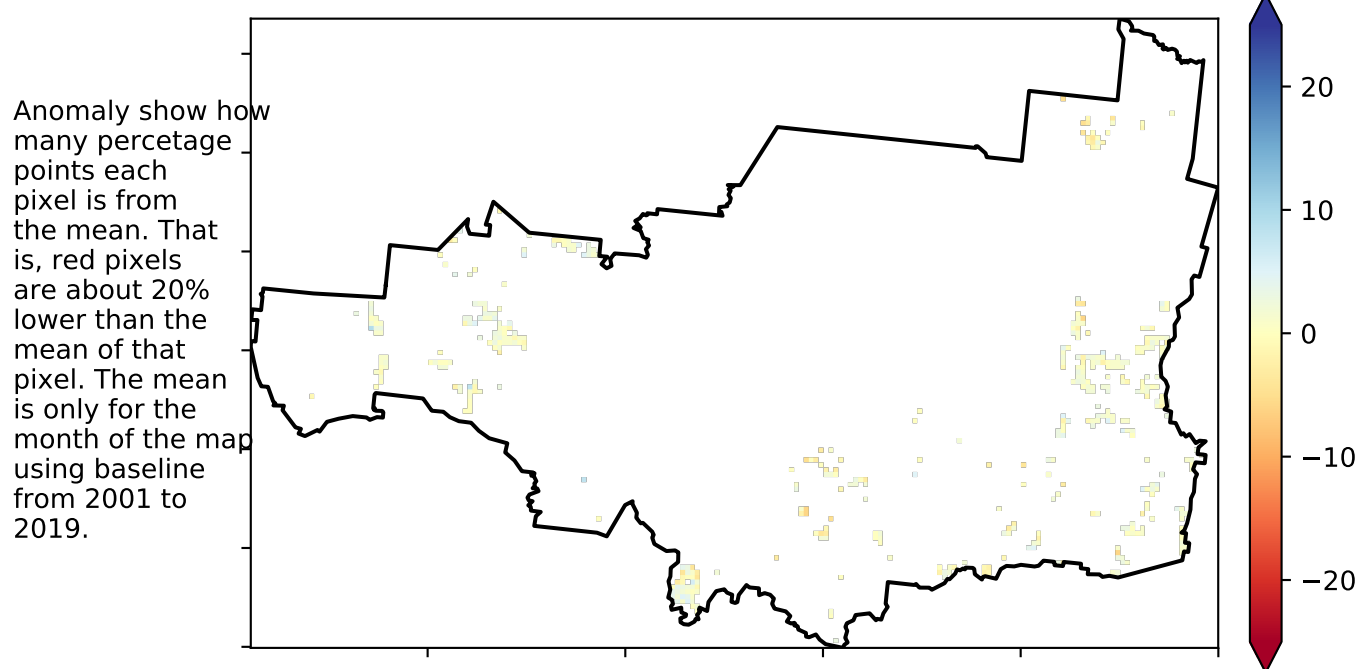 Anomaly show how
many percetage
points each
pixel is from
the mean. That
is, red pixels
are about 20%
lower than the
mean of that
pixel. The mean
is only for the
month of the map
using baseline
from 2001 to
2019.
20
10
0
−10
−20